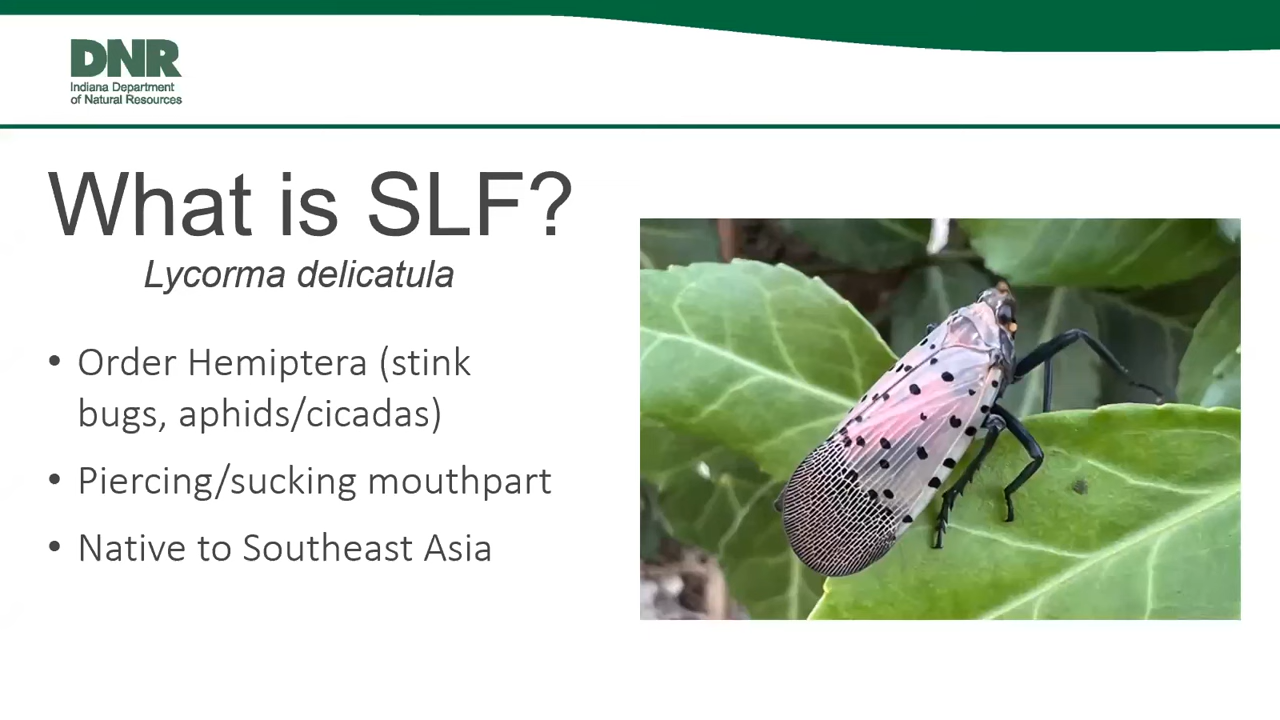 DNR
Indiana Department
of Natural Resources
What is SLF?
Lycorma delicatula
• Order Hemiptera (stink
bugs, aphids/cicadas)
• Piercing/sucking mouthpart
• Native to Southeast Asia